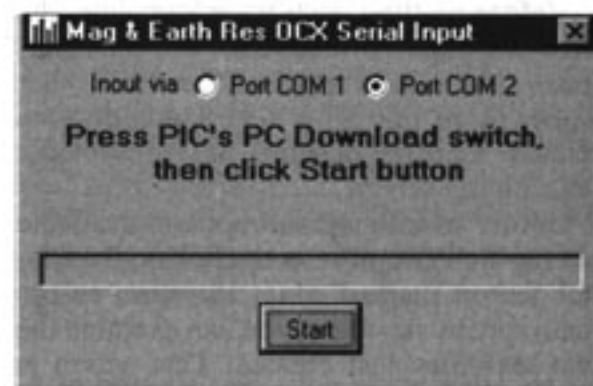 Mag & Earth Res OCX Serial Input
Inout via Port COM 1 Port COM 2
Press PIC's PC Download switch,
then click Start button
Start